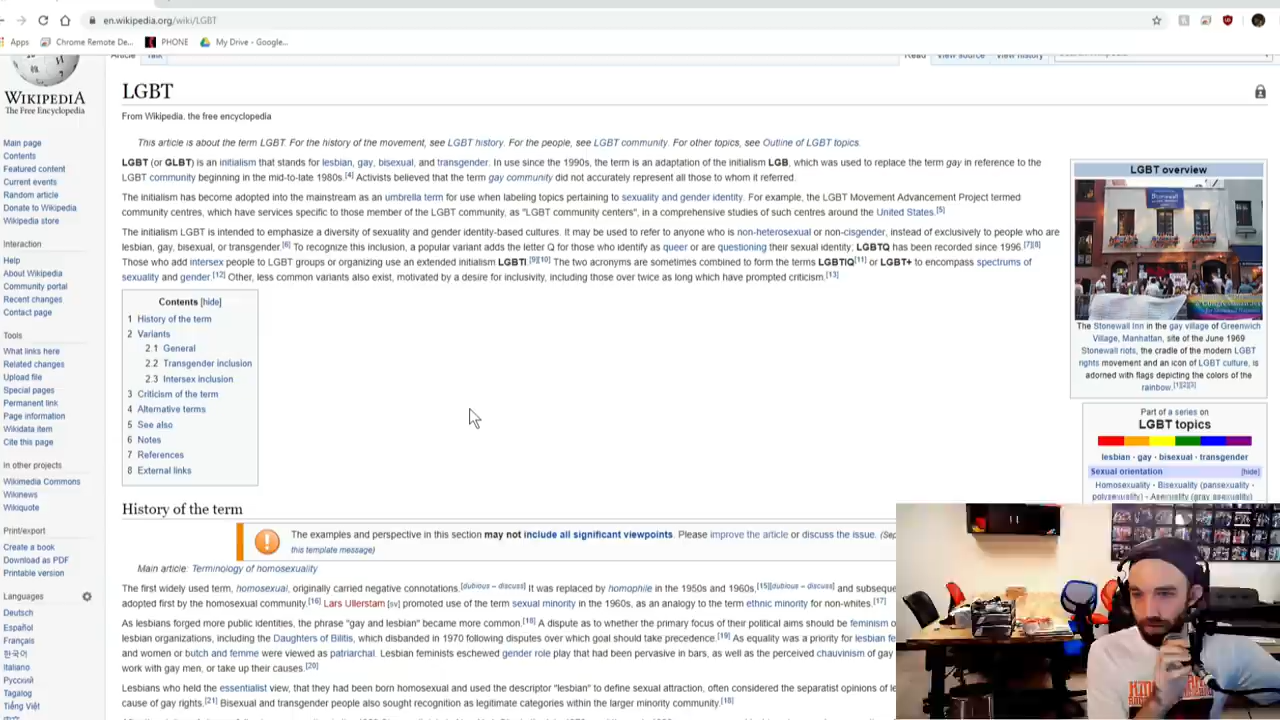 en.wikipedia.org/wiki/LGBT
Apps Chrome Remote De... PHONE My Drive - Google...
Article Talk Read View source View history
WIKIPEDIA
The Free Encyclopedia
Main page
Contents
Featured content
Current events
Random article
Donate to Wikipedia
Wikipedia store
Interaction
Help
About Wikipedia
Community portal
Recent changes
Contact page
Tools
What links here
Related changes
Upload file
Special pages
Permanent link
Page information
Wikidata item
Cite this page
In other projects
Wikimedia Commons
Wikinews
Wikiquote
Print/export
Create a book
Download as PDF
Printable version
Languages
Deutsch
Español
Français
한국어
Italiano
Русский
Tagalog
Tiếng Việt
中文
LGBT
From Wikipedia, the free encyclopedia
This article is about the term LGBT. For the history of the movement, see LGBT history. For the people, see LGBT community. For other topics, see Outline of LGBT topics.
LGBT (or GLBT) is an initialism that stands for lesbian, gay, bisexual, and transgender. In use since the 1990s, the term is an adaptation of the initialism LGB, which was used to replace the term gay in reference to the
LGBT community beginning in the mid-to-late 1980s.[4] Activists believed that the term gay community did not accurately represent all those to whom it referred.
The initialism has become adopted into the mainstream as an umbrella term for use when labeling topics pertaining to sexuality and gender identity. For example, the LGBT Movement Advancement Project termed
community centres, which have services specific to those member of the LGBT community, as "LGBT community centers", in a comprehensive studies of such centres around the United States.[5]
The initialism LGBT is intended to emphasize a diversity of sexuality and gender identity-based cultures. It may be used to refer to anyone who is non-heterosexual or non-cisgender, instead of exclusively to people who are
lesbian, gay, bisexual, or transgender.[6] To recognize this inclusion, a popular variant adds the letter Q for those who identify as queer or are questioning their sexual identity; LGBTQ has been recorded since 1996.[7][8]
Those who add intersex people to LGBT groups or organizing use an extended initialism LGBTI.[9][10] The two acronyms are sometimes combined to form the terms LGBTIQ[11] or LGBT+ to encompass spectrums of
sexuality and gender.[12] Other, less common variants also exist, motivated by a desire for inclusivity, including those over twice as long which have prompted criticism.[13]
Contents [hide]
1 History of the term
2 Variants
2.1 General
2.2 Transgender inclusion
2.3 Intersex inclusion
3 Criticism of the term
4 Alternative terms
5 See also
6 Notes
7 References
8 External links
History of the term
The examples and perspective in this section may not include all significant viewpoints. Please improve the article or discuss the issue. (Sep
this template message)
Main article: Terminology of homosexuality
The first widely used term, homosexual, originally carried negative connotations.[dubious – discuss] It was replaced by homophile in the 1950s and 1960s,[15][dubious – discuss] and subseque
adopted first by the homosexual community.[16] Lars Ullerstam [sv] promoted use of the term sexual minority in the 1960s, as an analogy to the term ethnic minority for non-whites.[17]
As lesbians forged more public identities, the phrase "gay and lesbian" became more common.[18] A dispute as to whether the primary focus of their political aims should be feminism o
lesbian organizations, including the Daughters of Bilitis, which disbanded in 1970 following disputes over which goal should take precedence.[19] As equality was a priority for lesbian fe
and women or butch and femme were viewed as patriarchal. Lesbian feminists eschewed gender role play that had been pervasive in bars, as well as the perceived chauvinism of gay
work with gay men, or take up their causes.[20]
Lesbians who held the essentialist view, that they had been born homosexual and used the descriptor "lesbian" to define sexual attraction, often considered the separatist opinions of le
cause of gay rights.[21] Bisexual and transgender people also sought recognition as legitimate categories within the larger minority community.[18]
LGBT overview
The Stonewall Inn in the gay village of Greenwich
Village, Manhattan, site of the June 1969
Stonewall riots, the cradle of the modern LGBT
rights movement and an icon of LGBT culture, is
adorned with flags depicting the colors of the
rainbow.[1][2][3]
Part of a series on
LGBT topics
lesbian · gay · bisexual · transgender
Sexual orientation [hide]
Homosexuality · Bisexuality (pansexuality ·
polysexuality) · Asexuality (gray asexuality)